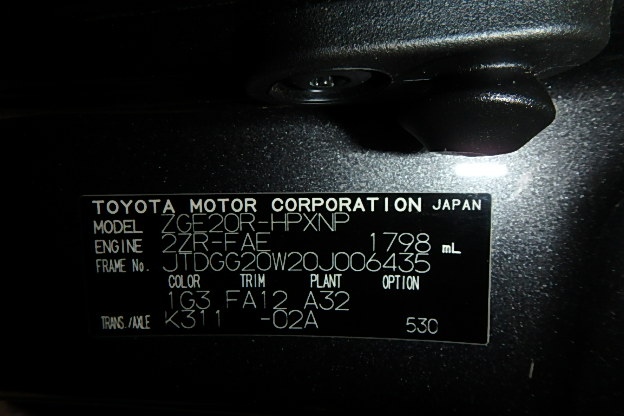 TOYOTA MOTOR CORPORATION JAPAN
MODEL ZGE20R-HPXNP
ENGINE 2ZR-FAE 1798 mL
FRAME No. JTDGG20W20J006435
COLOR TRIM PLANT OPTION
1G3 FA12 A32
TRANS./AXLE K311 -02A 530